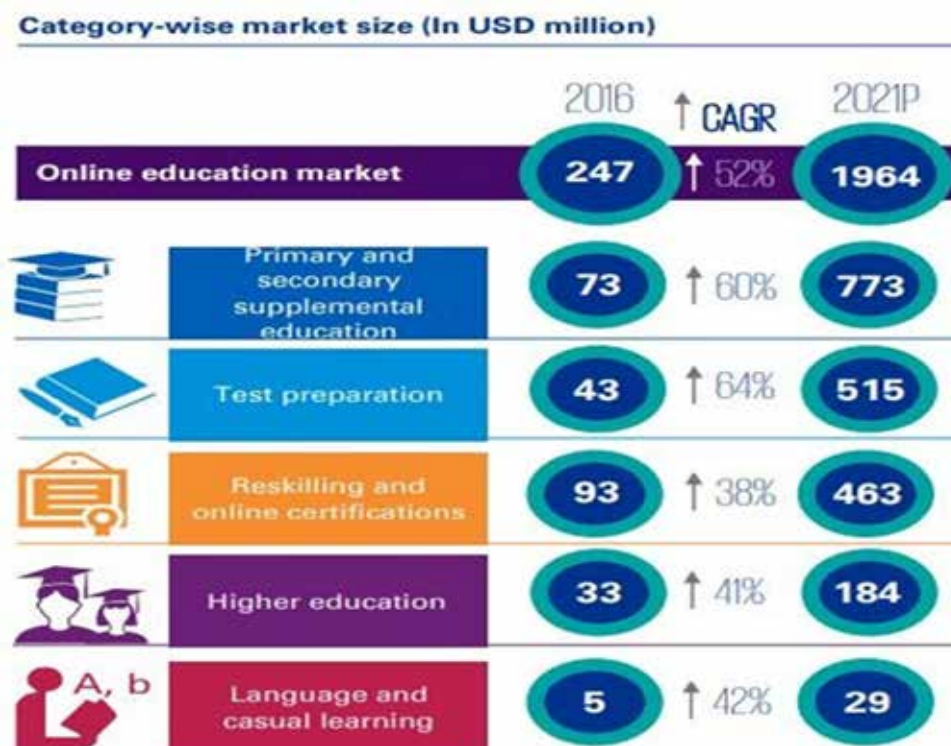 Category-wise market size (In USD million)
2016 ↑ CAGR 2021P
Online education market 247 ↑ 52% 1964
Primary and
secondary
supplemental
education
73 ↑ 60% 773
Test preparation 43 ↑ 64% 515
Reskilling and
online certifications
93 ↑ 38% 463
Higher education 33 ↑ 41% 184
A, b
Language and
casual learning
5 ↑ 42% 29